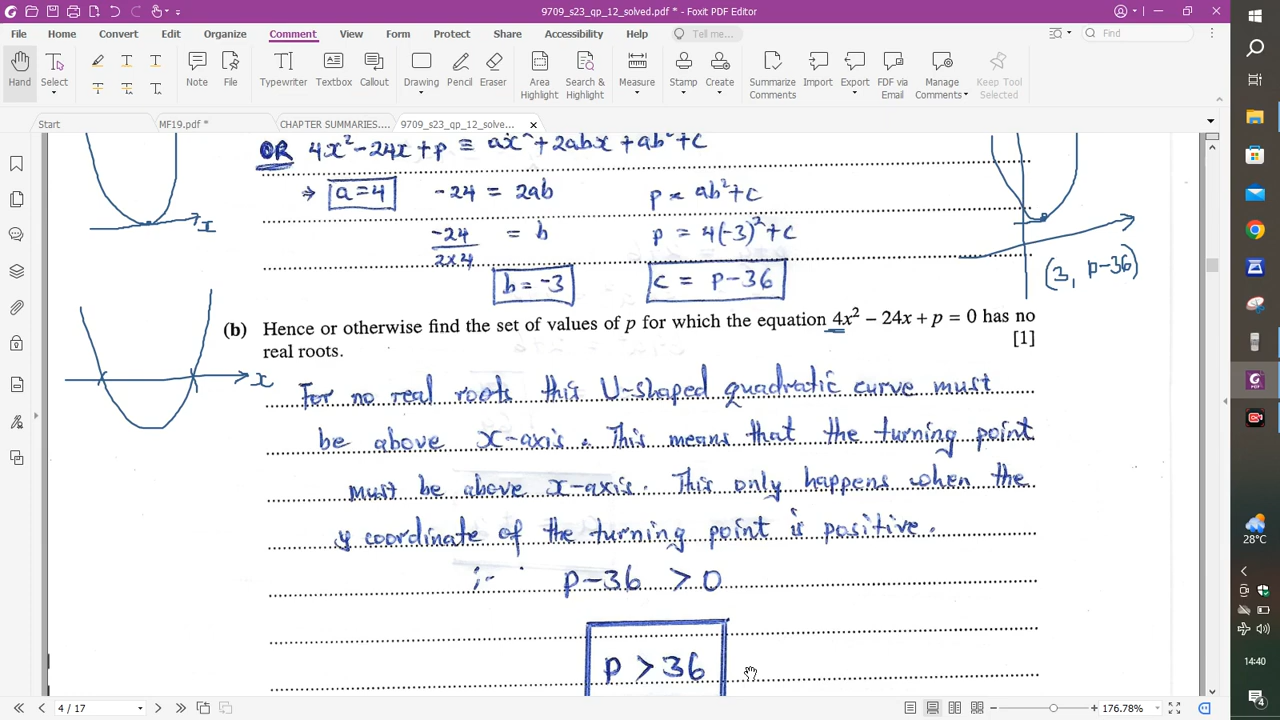 9709_s23_qp_12_solved.pdf * - Foxit PDF Editor
File Home Convert Edit Organize Comment View Form Protect Share Accessibility Help Tell me... Find
Hand Select Note File Typewriter Textbox Callout Drawing Pencil Eraser Area Highlight Search & Highlight Measure Stamp Create Summarize Comments Import Export FDF via Email Manage Comments Keep Tool Selected
Start MF19.pdf * CHAPTER SUMMARIES.... 9709_s23_qp_12_solve...
OR 4x² - 24x + p ≡ ax² + 2abx + ab² + c
⇒ a = 4 -24 = 2ab p = ab² + c
-24/2×4 = b p = 4(-3)² + c
b = -3 c = p - 36
x
(3, p-36)
(b) Hence or otherwise find the set of values of p for which the equation 4x² − 24x + p = 0 has no
real roots. [1]
x
For no real roots this U-shaped quadratic curve must
be above x-axis. This means that the turning point
must be above x-axis. This only happens when the
y coordinate of the turning point is positive.
p - 36 > 0
p > 36
28°C
14:40
4 / 17 176.78%
4